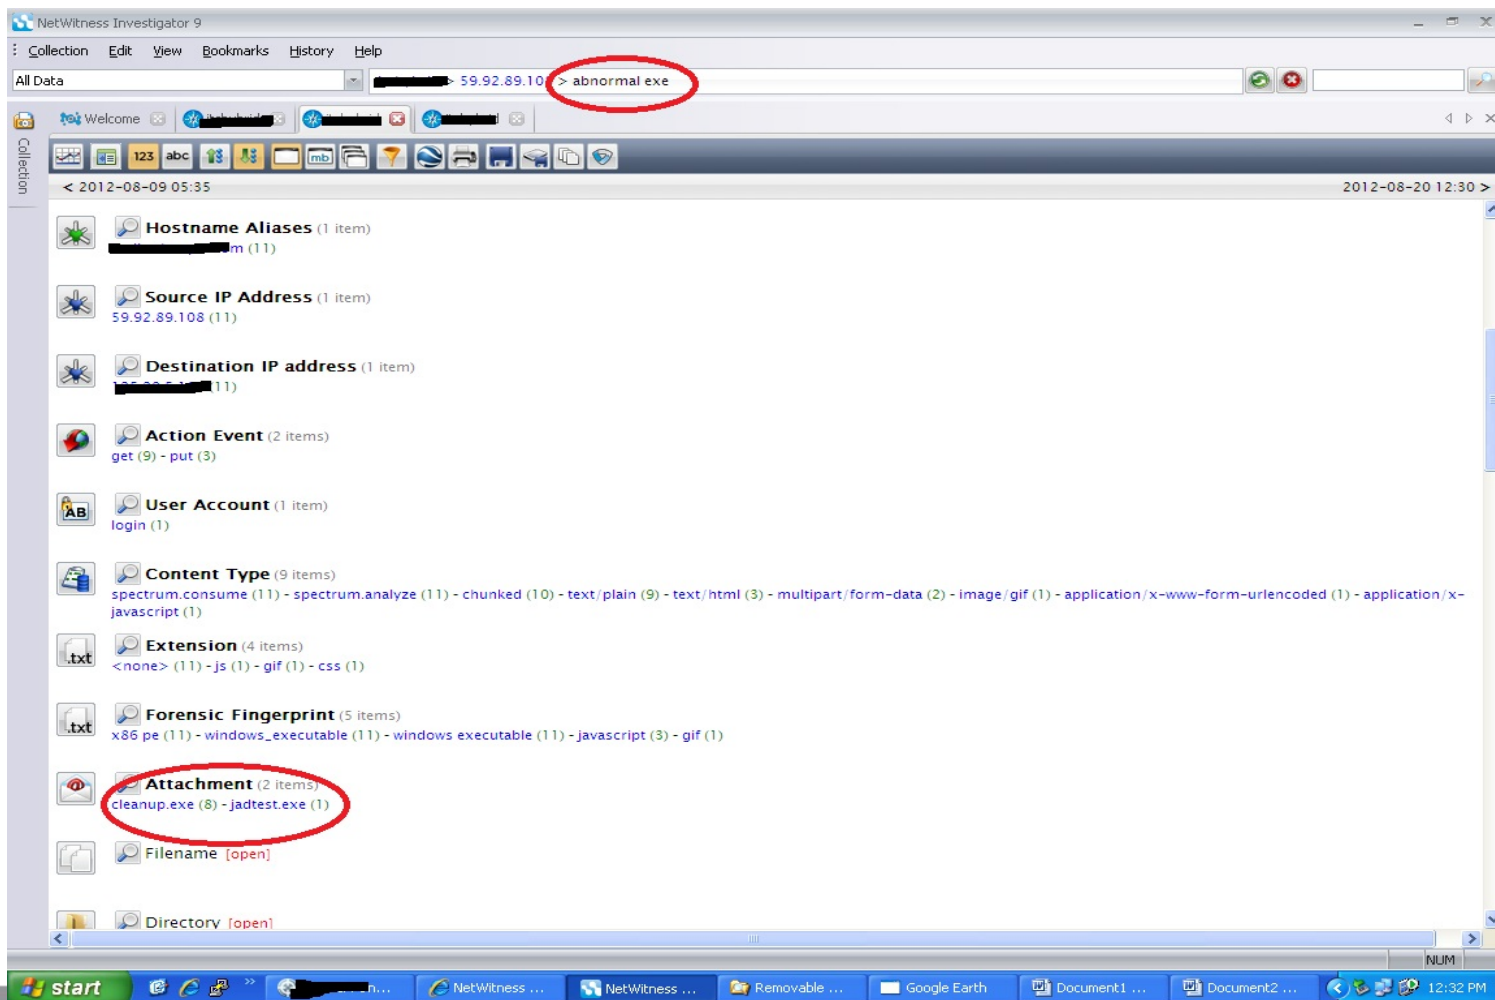 NetWitness Investigator 9
Collection Edit View Bookmarks History Help
All Data > 59.92.89.10 > abnormal exe
Welcome
Collection
123 abc mb
< 2012-08-09 05:35 2012-08-20 12:30 >
Hostname Aliases (1 item)
m (11)
Source IP Address (1 item)
59.92.89.108 (11)
Destination IP address (1 item)
(11)
Action Event (2 items)
get (9) - put (3)
AB User Account (1 item)
login (1)
Content Type (9 items)
spectrum.consume (11) - spectrum.analyze (11) - chunked (10) - text/plain (9) - text/html (3) - multipart/form-data (2) - image/gif (1) - application/x-www-form-urlencoded (1) - application/x-
javascript (1)
.txt Extension (4 items)
<none> (11) - js (1) - gif (1) - css (1)
.txt Forensic Fingerprint (5 items)
x86 pe (11) - windows_executable (11) - windows executable (11) - javascript (3) - gif (1)
Attachment (2 items)
cleanup.exe (8) - jadtest.exe (1)
Filename [open]
Directory [open]
NUM
start NetWitness ... NetWitness ... Removable ... Google Earth Document1 ... Document2 ... 12:32 PM